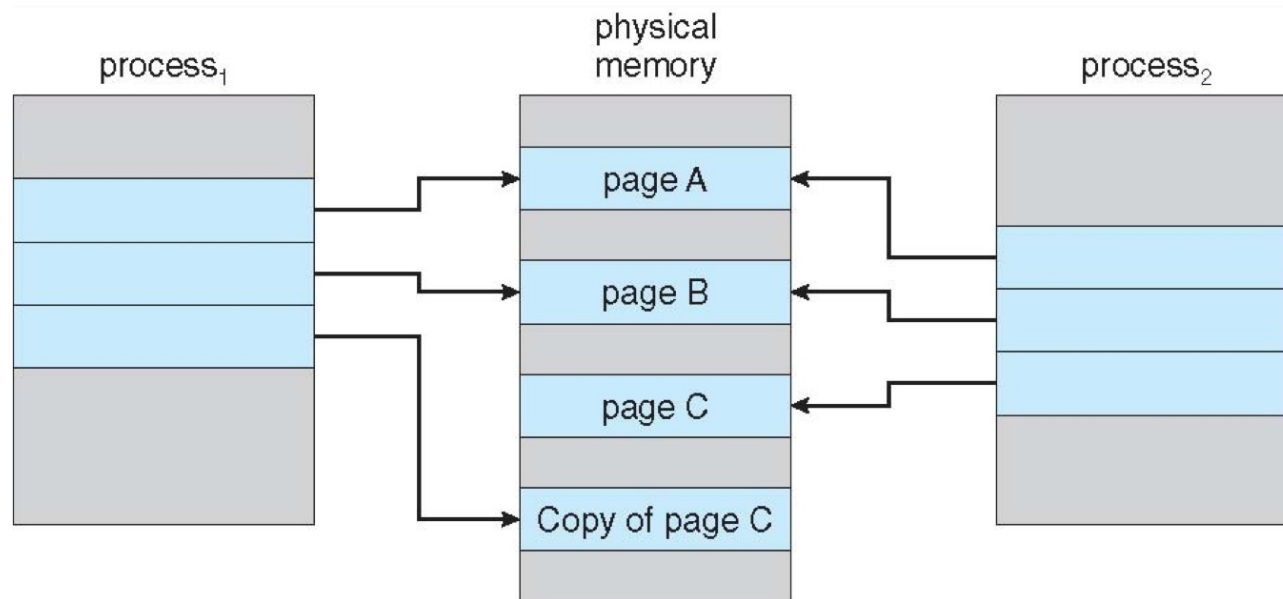 process₁
physical
memory
process₂
page A
page B
page C
Copy of page C